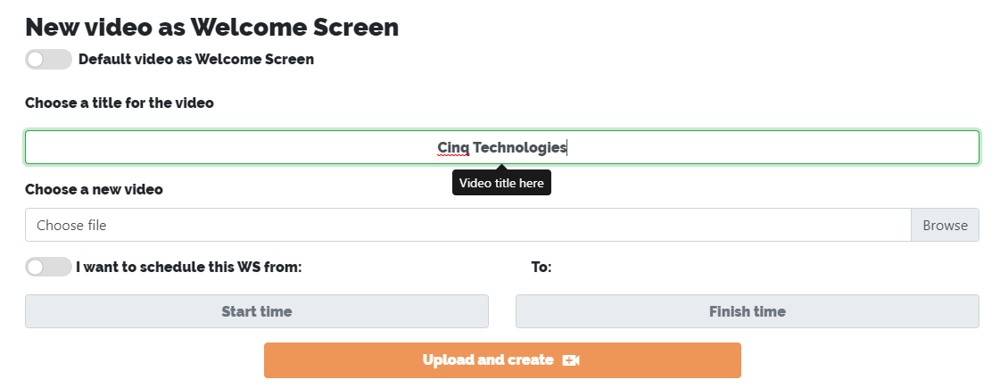 New video as Welcome Screen
Default video as Welcome Screen
Choose a title for the video
Cinq Technologies
Video title here
Choose a new video
Choose file Browse
I want to schedule this WS from: To:
Start time Finish time
Upload and create